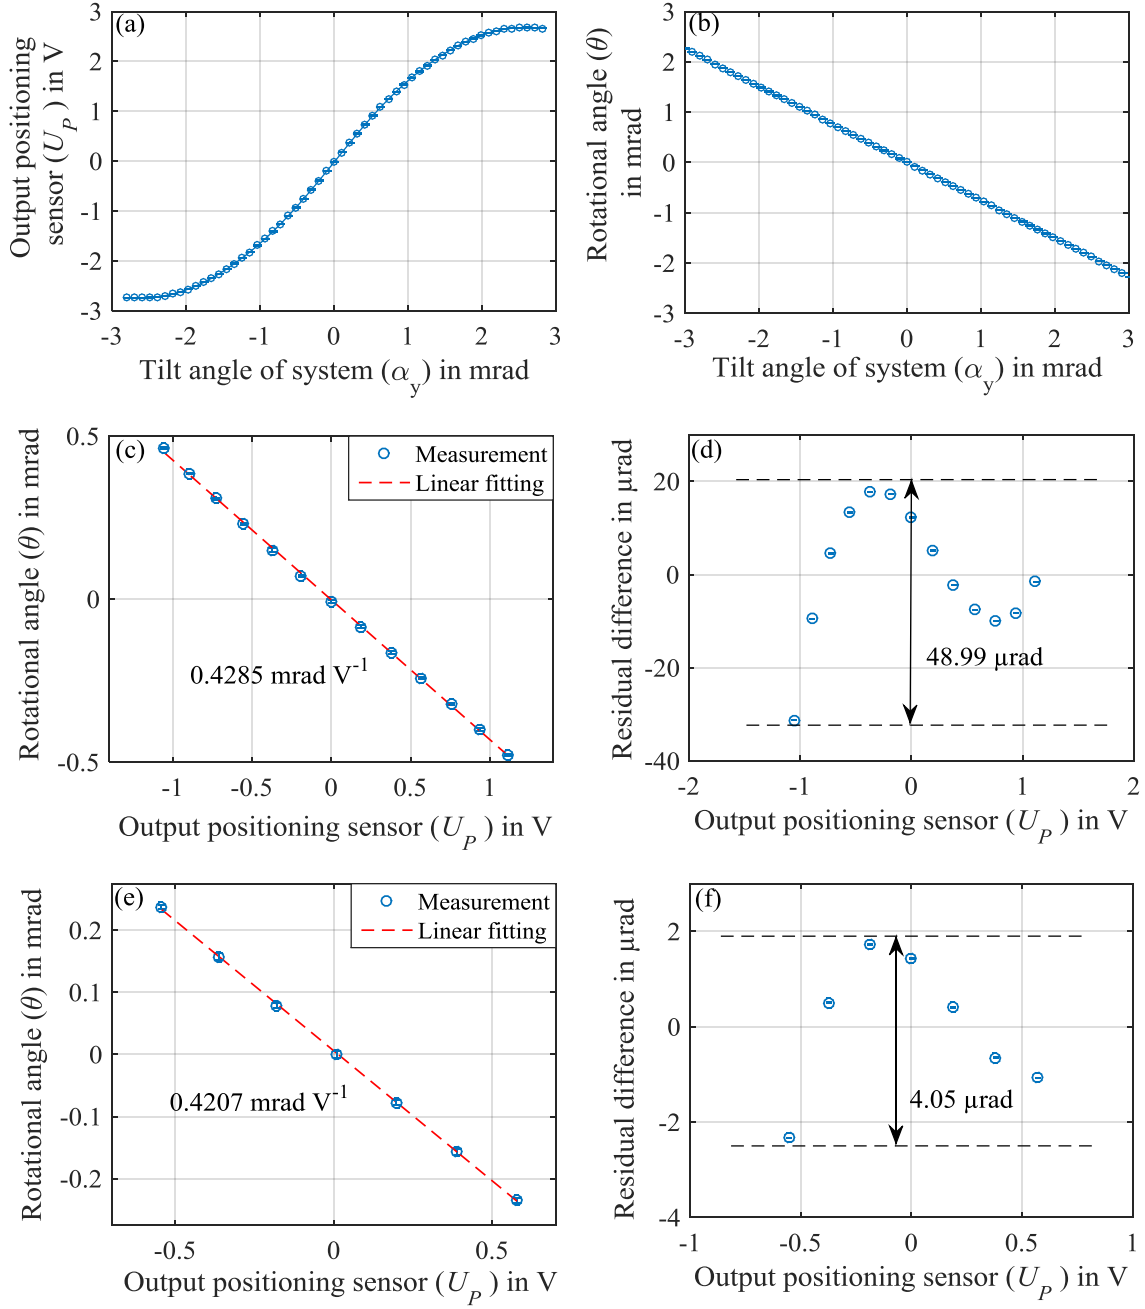 (a)
Output positioning
sensor (U_P) in V
3
2
1
0
-1
-2
-3
-3 -2 -1 0 1 2 3
Tilt angle of system (α_y) in mrad
(b)
Rotational angle (θ)
in mrad
3
2
1
0
-1
-2
-3
-3 -2 -1 0 1 2 3
Tilt angle of system (α_y) in mrad
(c)
Rotational angle (θ) in mrad
0.5
0
-0.5
Measurement
Linear fitting
0.4285 mrad V⁻¹
-1 -0.5 0 0.5 1
Output positioning sensor (U_P) in V
(d)
Residual difference in μrad
20
0
-20
-40
48.99 μrad
-2 -1 0 1 2
Output positioning sensor (U_P) in V
(e)
Rotational angle (θ) in mrad
0.2
0.1
0
-0.1
-0.2
Measurement
Linear fitting
0.4207 mrad V⁻¹
-0.5 0 0.5
Output positioning sensor (U_P) in V
(f)
Residual difference in μrad
2
0
-2
-4
4.05 μrad
-1 -0.5 0 0.5 1
Output positioning sensor (U_P) in V